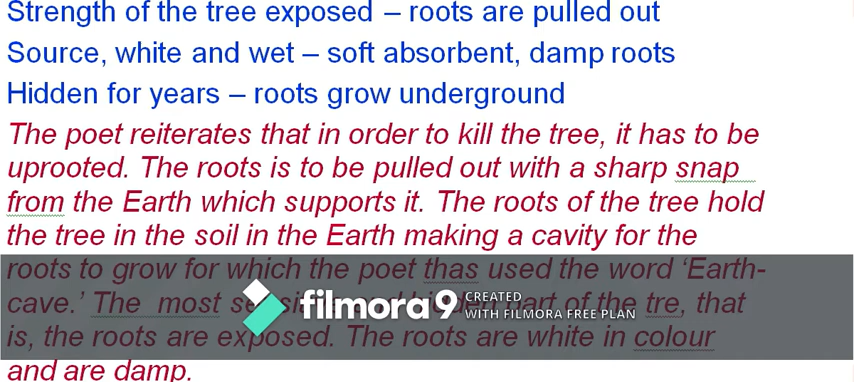 Strength of the tree exposed – roots are pulled out
Source, white and wet – soft absorbent, damp roots
Hidden for years – roots grow underground
The poet reiterates that in order to kill the tree, it has to be
uprooted. The roots is to be pulled out with a sharp snap
from the Earth which supports it. The roots of the tree hold
the tree in the soil in the Earth making a cavity for the
roots to grow for which the poet thas used the word ‘Earth-
cave.’ The most part of the tre, that
filmora9 CREATED
WITH FILMORA FREE PLAN
is, the roots are exposed. The roots are white in colour
and are damp.